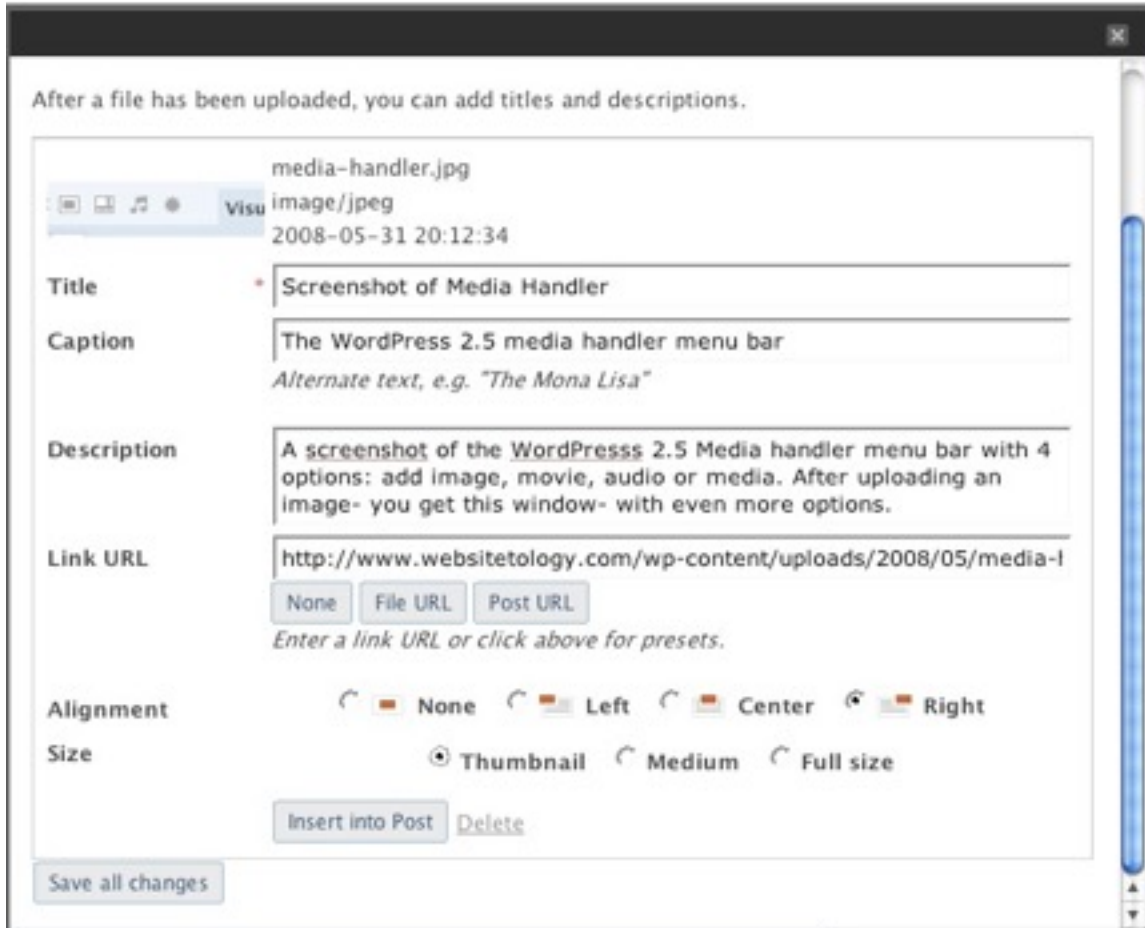 After a file has been uploaded, you can add titles and descriptions.
media-handler.jpg
Visu image/jpeg
2008-05-31 20:12:34
Title * Screenshot of Media Handler
Caption The WordPress 2.5 media handler menu bar
Alternate text, e.g. "The Mona Lisa"
Description A screenshot of the WordPresss 2.5 Media handler menu bar with 4
options: add image, movie, audio or media. After uploading an
image- you get this window- with even more options.
Link URL http://www.websitetology.com/wp-content/uploads/2008/05/media-
None File URL Post URL
Enter a link URL or click above for presets.
Alignment None Left Center Right
Size Thumbnail Medium Full size
Insert into Post Delete
Save all changes